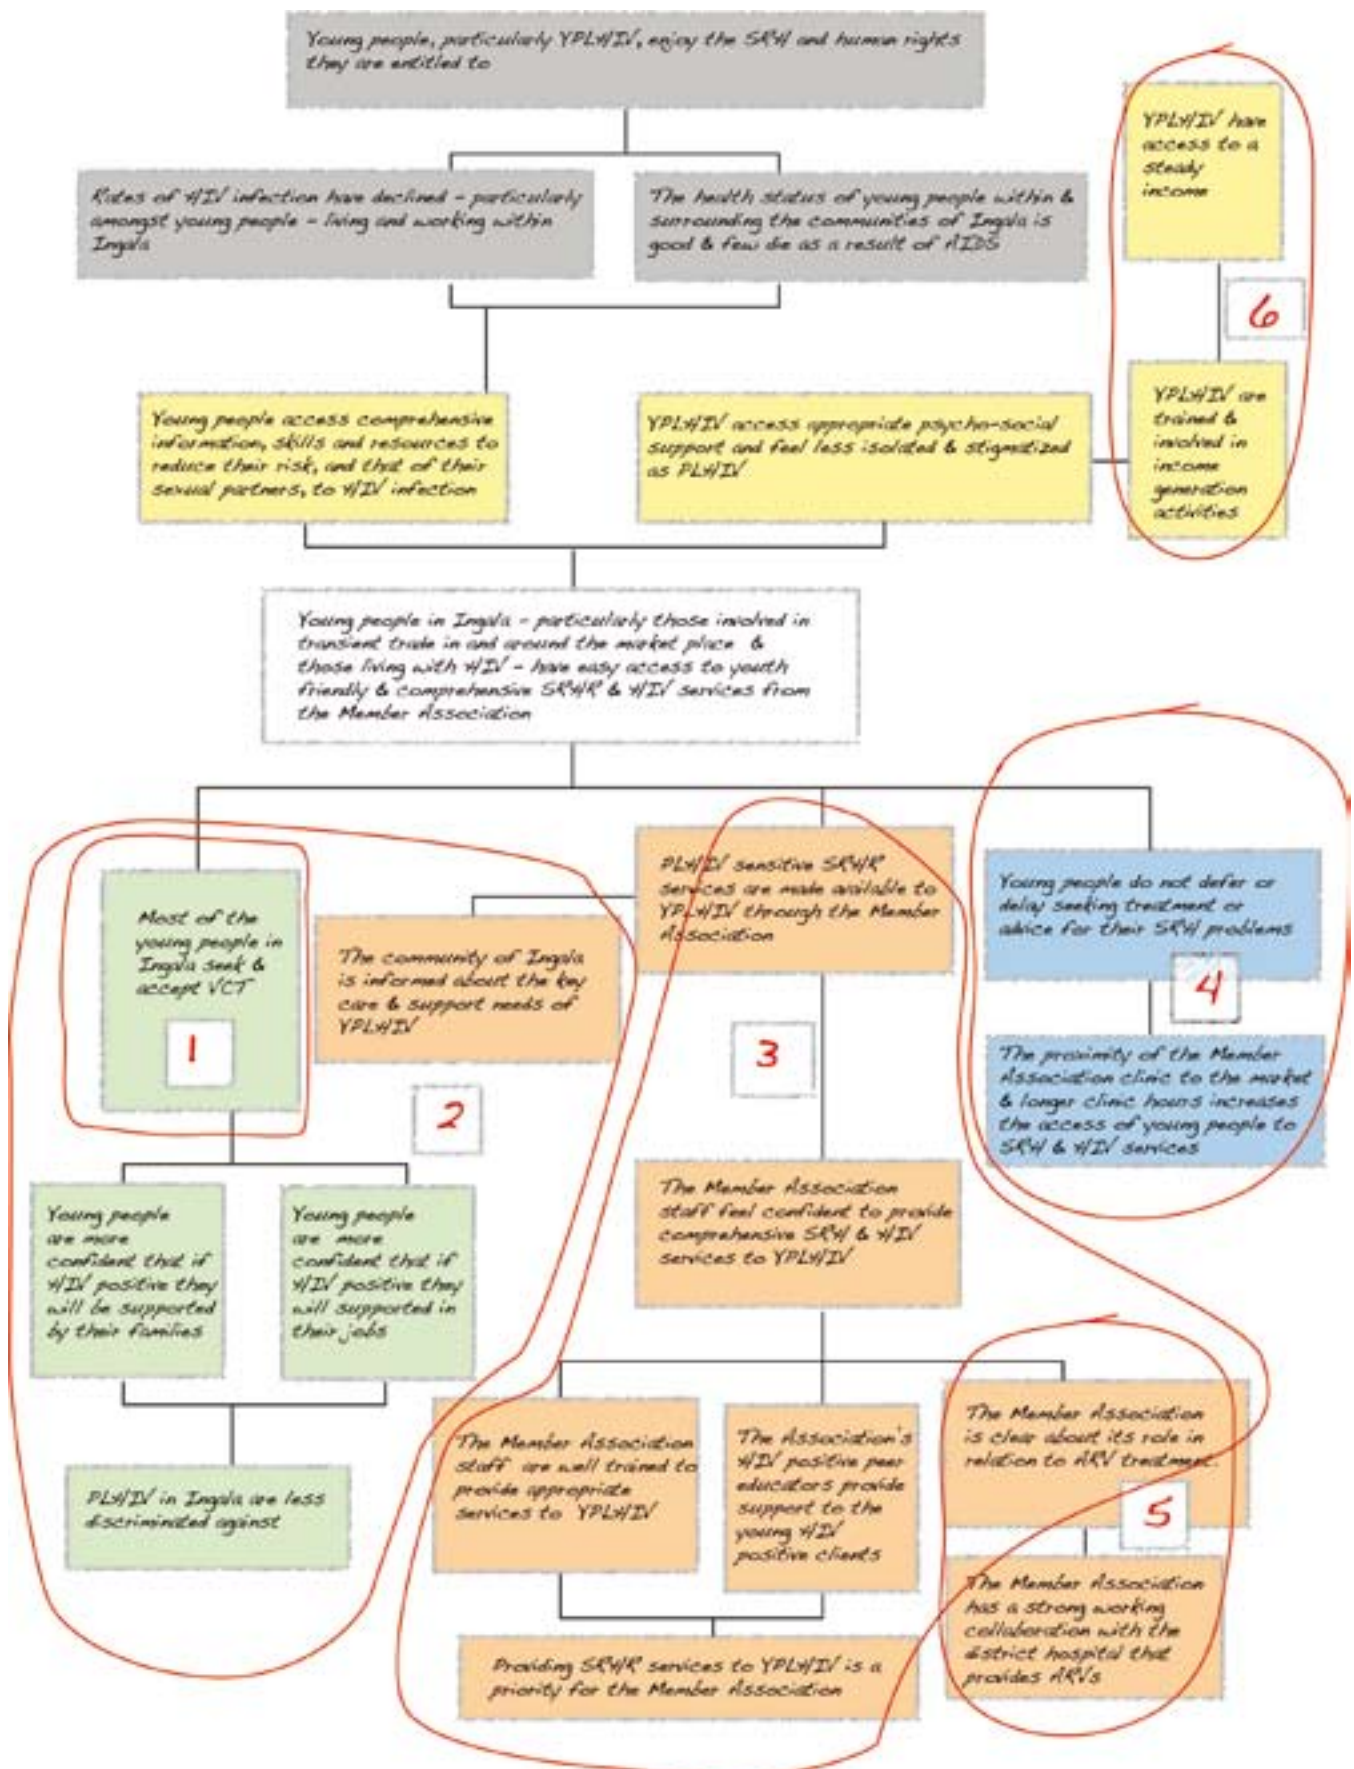 Young people, particularly YPLHIV, enjoy the SRH and human rights
they are entitled to
Rates of HIV infection have declined – particularly
amongst young people – living and working within
Ingala
The health status of young people within &
surrounding the communities of Ingala is
good & few die as a result of AIDS
YPLHIV have
access to a
steady
income
6
YPLHIV are
trained &
involved in
income
generation
activities
Young people access comprehensive
information, skills and resources to
reduce their risk, and that of their
sexual partners, to HIV infection
YPLHIV access appropriate psycho-social
support and feel less isolated & stigmatized
as PLHIV
Young people in Ingala – particularly those involved in
transient trade in and around the market place &
those living with HIV – have easy access to youth
friendly & comprehensive SRHR & HIV services from
the Member Association
Most of the
young people in
Ingala seek &
accept VCT
1
The community of Ingala
is informed about the key
care & support needs of
YPLHIV
2
PLHIV sensitive SRHR
services are made available to
YPLHIV through the Member
Association
3
Young people do not defer or
delay seeking treatment or
advice for their SRH problems
4
The proximity of the Member
Association clinic to the market
& longer clinic hours increases
the access of young people to
SRH & HIV services
Young people
are more
confident that if
HIV positive they
will be supported
by their families
Young people
are more
confident that if
HIV positive they
will supported in
their jobs
The Member Association
staff feel confident to provide
comprehensive SRH & HIV
services to YPLHIV
PLHIV in Ingala are less
discriminated against
The Member Association
staff are well trained to
provide appropriate
services to YPLHIV
The Association's
HIV positive peer
educators provide
support to the
young HIV
positive clients
The Member Association
is clear about its role in
relation to ARV treatment.
5
The Member Association
has a strong working
collaboration with the
district hospital that
provides ARVs
Providing SRHR services to YPLHIV is a
priority for the Member Association